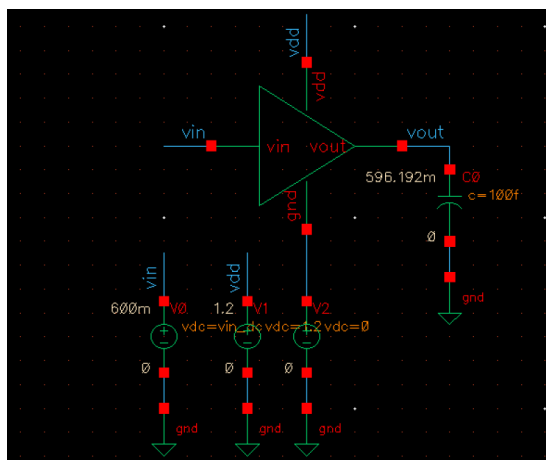 vdd
vdd
vin
vin
vout
vout
gnd
596.192m
C0
c=100f
0
gnd
vin
vdd
600m
V0
1.2
V1
V2
vdc=vin_dc
vdc=1.2
vdc=0
0
0
0
gnd
gnd
gnd